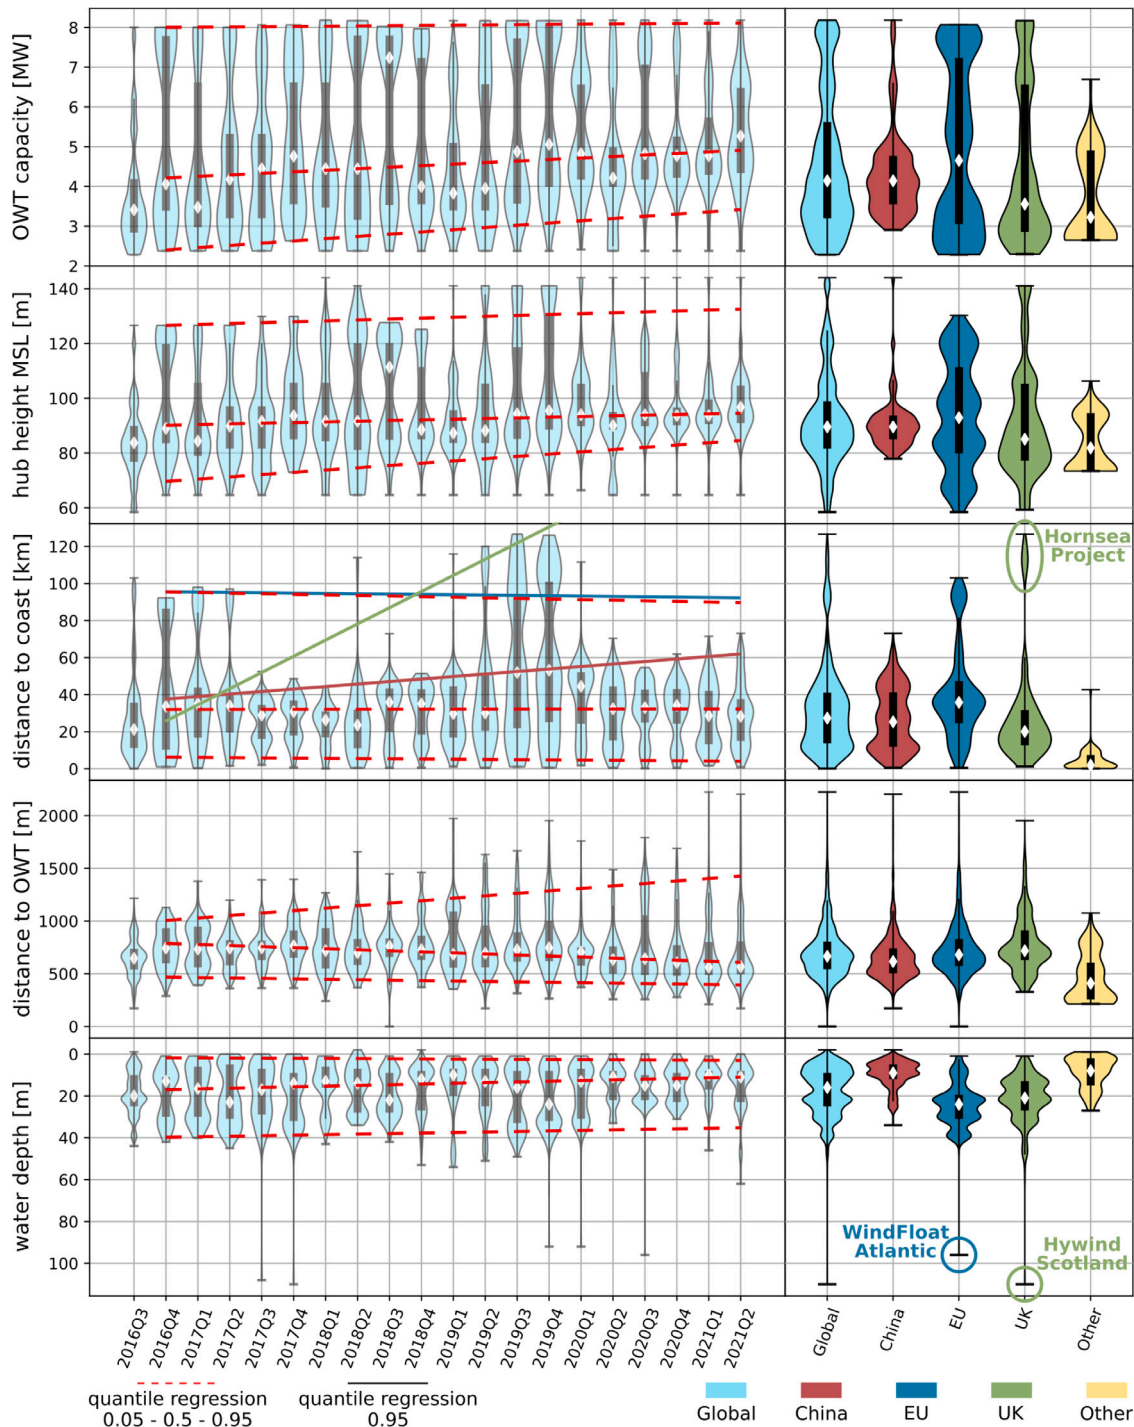 OWT capacity [MW]
8
7
6
5
4
3
2
hub height MSL [m]
140
120
100
80
60
distance to coast [km]
120
100
80
60
40
20
0
Hornsea
Project
distance to OWT [m]
2000
1500
1000
500
0
water depth [m]
0
20
40
60
80
100
WindFloat
Atlantic
Hywind
Scotland
2016Q3
2016Q4
2017Q1
2017Q2
2017Q3
2017Q4
2018Q1
2018Q2
2018Q3
2018Q4
2019Q1
2019Q2
2019Q3
2019Q4
2020Q1
2020Q2
2020Q3
2020Q4
2021Q1
2021Q2
Global
China
EU
UK
Other
quantile regression
0.05 - 0.5 - 0.95
quantile regression
0.95
Global
China
EU
UK
Other